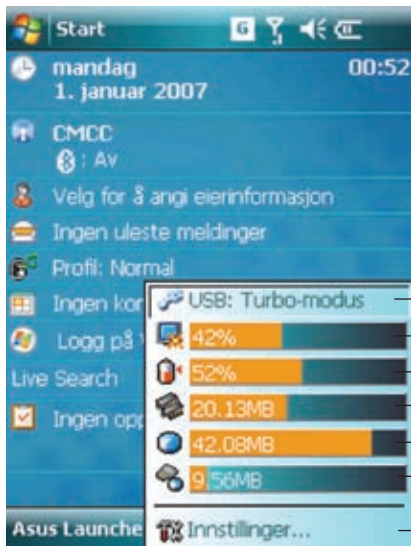 Start
G
mandag 00:52
1. januar 2007
CMCC
: Av
Velg for å angi eierinformasjon
Ingen uleste meldinger
Profil: Normal
Ingen kor
USB: Turbo-modus
Logg på
42%
52%
Live Search
20.13MB
Ingen opp
42.08MB
9.56MB
Asus Launche
Innstillinger...